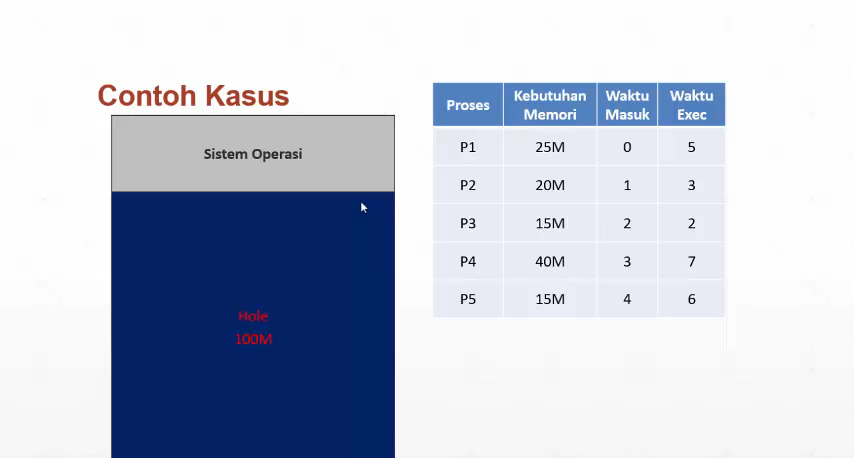 Contoh Kasus
Sistem Operasi
Hole
100M
Proses Kebutuhan Memori Waktu Masuk Waktu Exec
P1 25M 0 5
P2 20M 1 3
P3 15M 2 2
P4 40M 3 7
P5 15M 4 6